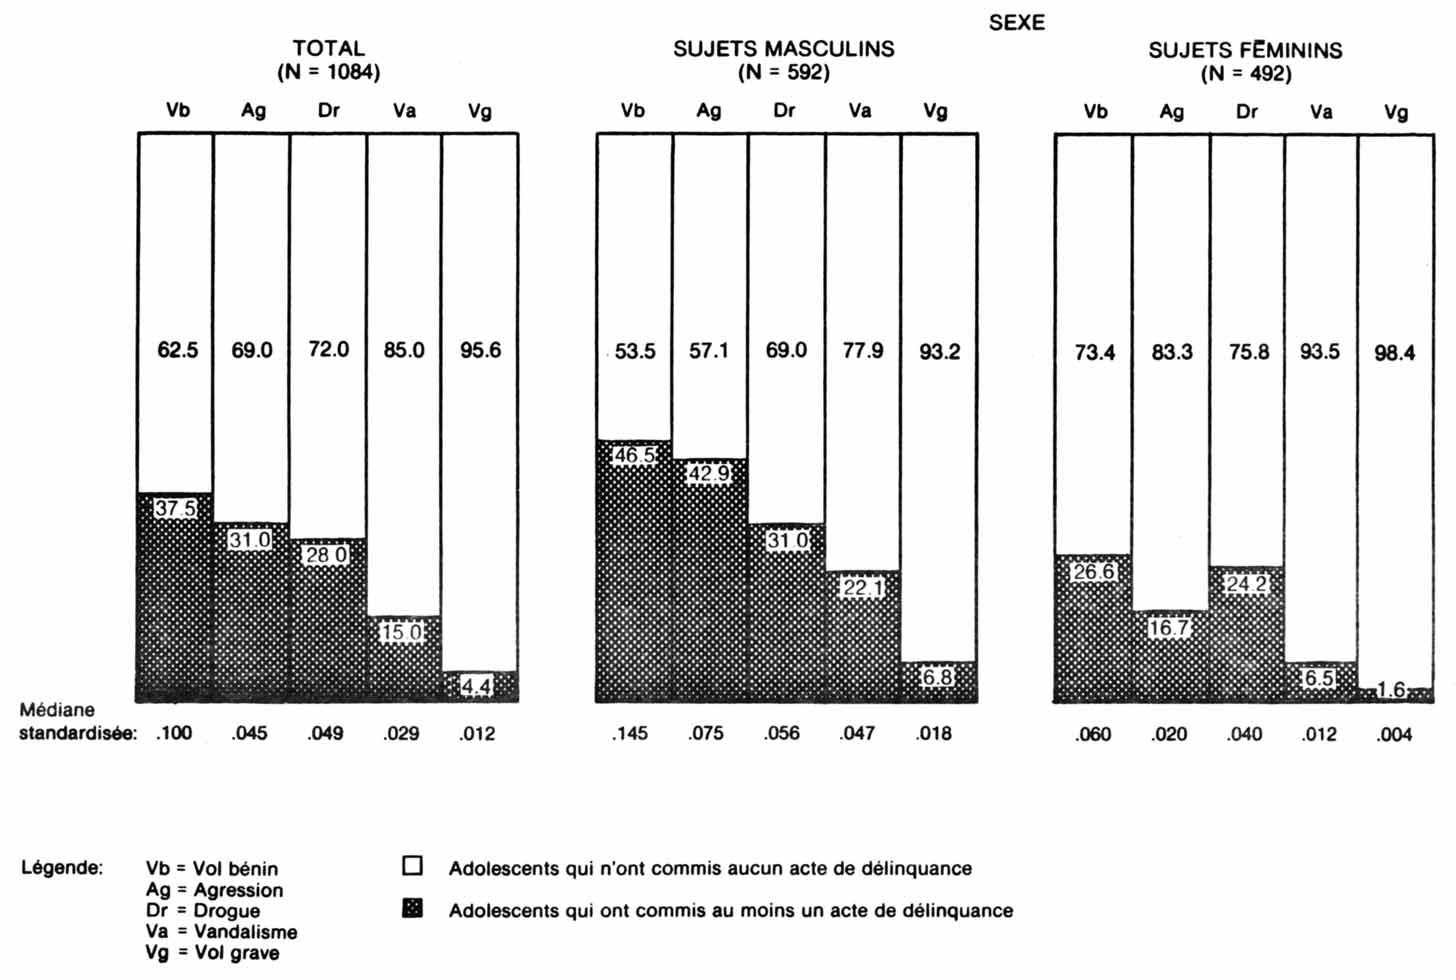 SEXE
TOTAL
(N = 1084)
Vb Ag Dr Va Vg
62.5 69.0 72.0 85.0 95.6
37.5 31.0 28.0 15.0 4.4
SUJETS MASCULINS
(N = 592)
Vb Ag Dr Va Vg
53.5 57.1 69.0 77.9 93.2
46.5 42.9 31.0 22.1 6.8
SUJETS FÉMININS
(N = 492)
Vb Ag Dr Va Vg
73.4 83.3 75.8 93.5 98.4
26.6 16.7 24.2 6.5 1.6
Médiane
standardisée: .100 .045 .049 .029 .012 .145 .075 .056 .047 .018 .060 .020 .040 .012 .004
Légende:
Vb = Vol bénin
Ag = Agression
Dr = Drogue
Va = Vandalisme
Vg = Vol grave
Adolescents qui n'ont commis aucun acte de délinquance
Adolescents qui ont commis au moins un acte de délinquance